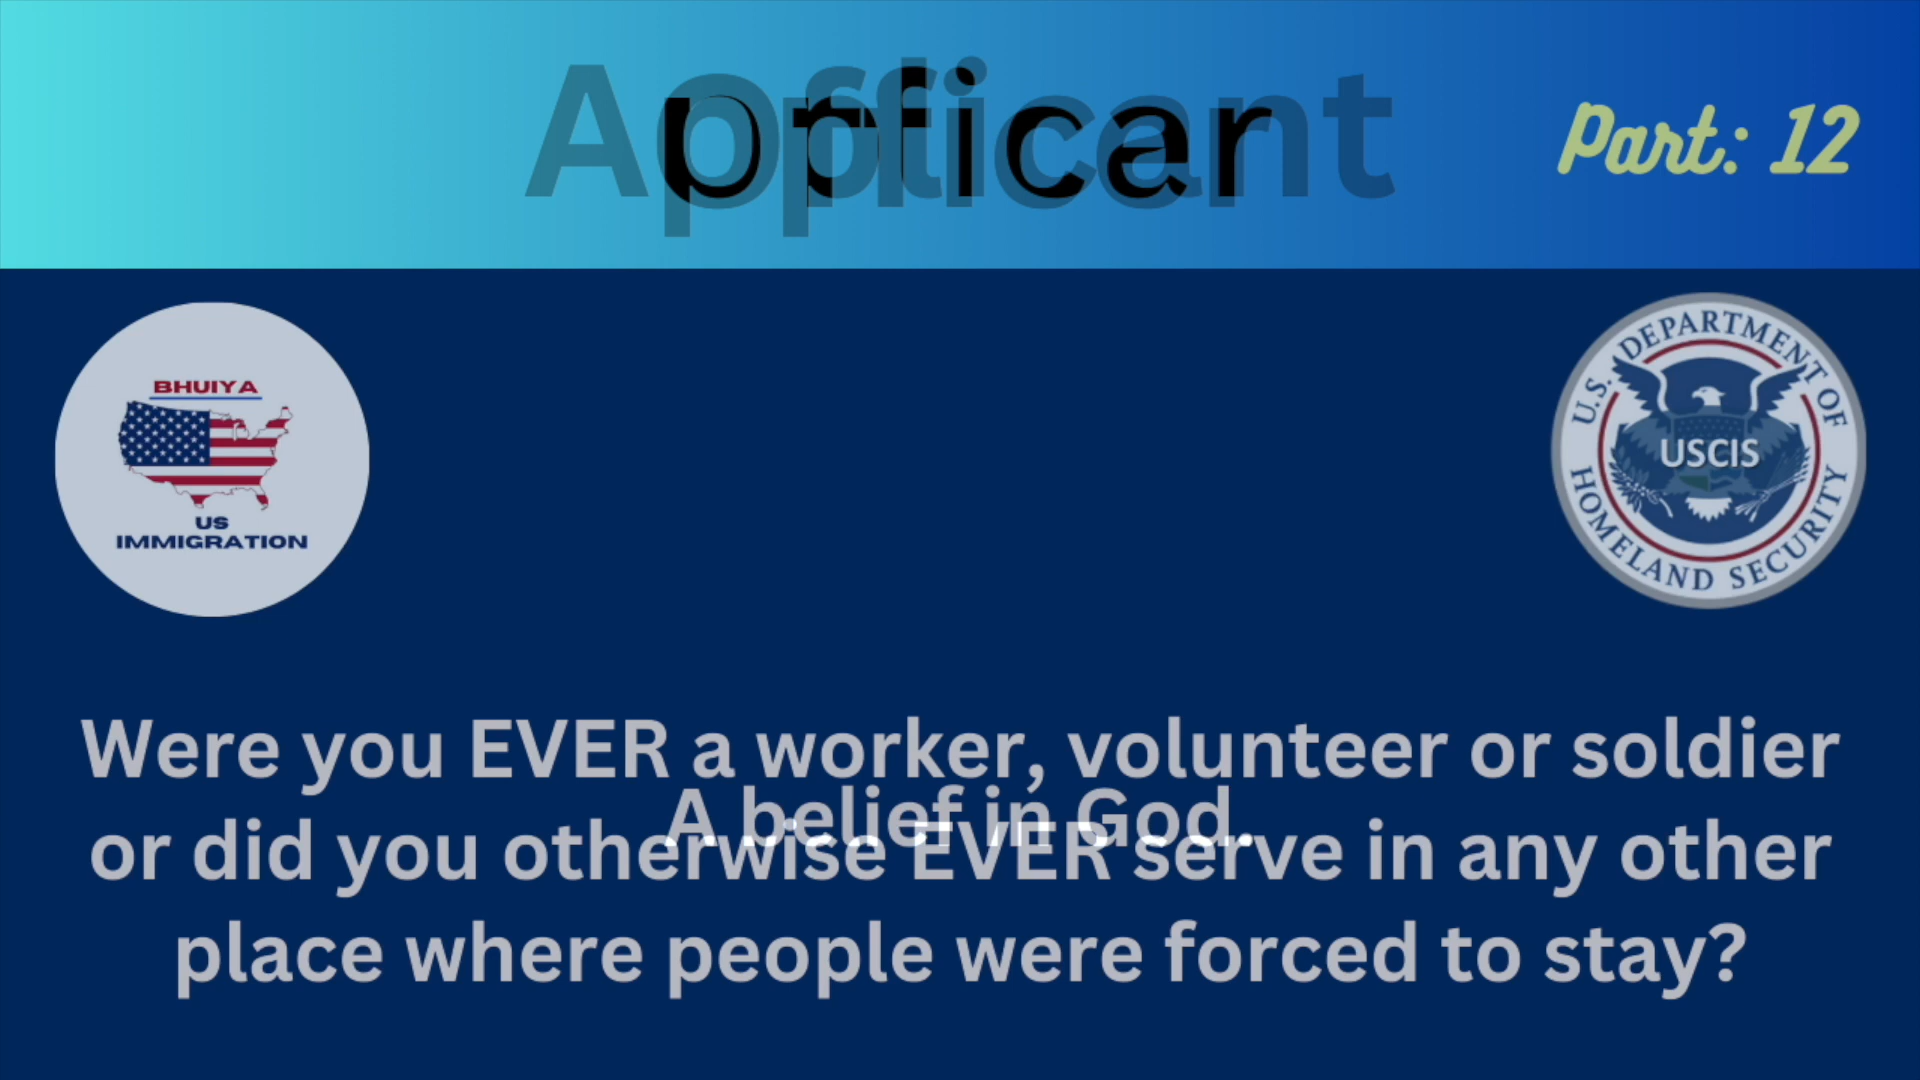 Applicant
Officer
Part: 12
BHUIYA
US
IMMIGRATION
U.S. DEPARTMENT OF
HOMELAND SECURITY
USCIS
Were you EVER a worker, volunteer or soldier
A belief in God.
or did you otherwise EVER serve in any other
place where people were forced to stay?